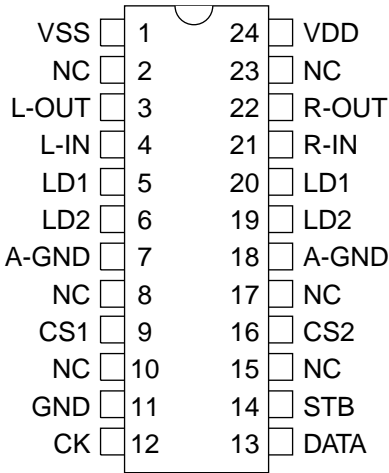 VSS 1 24 VDD
NC 2 23 NC
L-OUT 3 22 R-OUT
L-IN 4 21 R-IN
LD1 5 20 LD1
LD2 6 19 LD2
A-GND 7 18 A-GND
NC 8 17 NC
CS1 9 16 CS2
NC 10 15 NC
GND 11 14 STB
CK 12 13 DATA